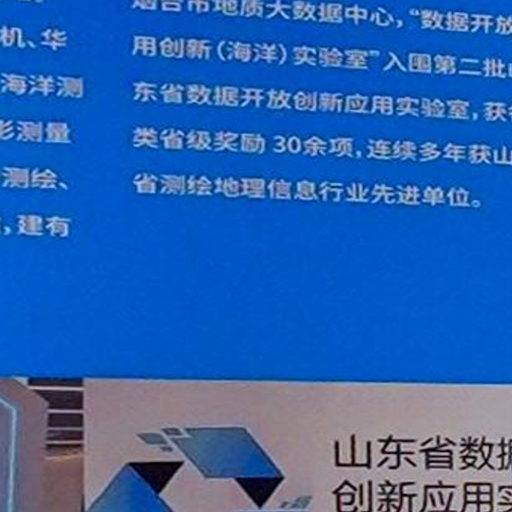 机、华
海洋测
影测量
测绘、
,建有
烟台市地质大数据中心,“数据开放
用创新(海洋)实验室”入围第二批
东省数据开放创新应用实验室,获
类省级奖励 30余项,连续多年获山
省测绘地理信息行业先进单位。
山东省数据
创新应用实